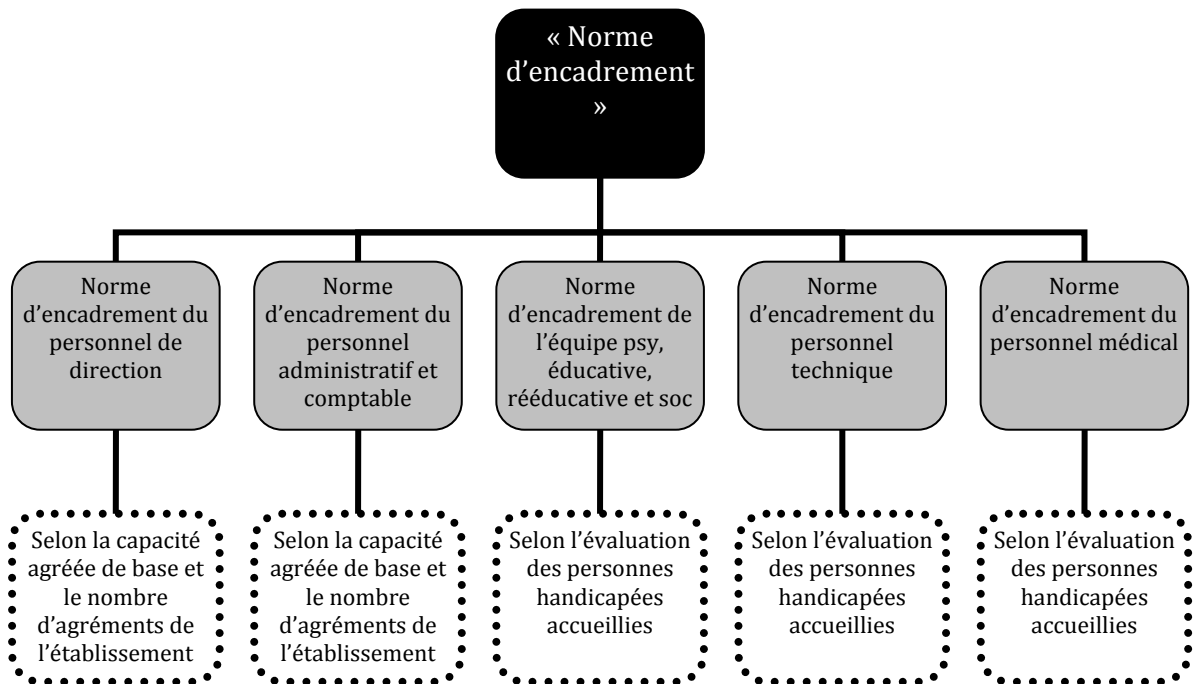 « Norme
d'encadrement
»
Norme
d'encadrement du
personnel de
direction
Norme
d'encadrement du
personnel
administratif et
comptable
Norme
d'encadrement de
l'équipe psy,
éducative,
rééducative et soc
Norme
d'encadrement du
personnel
technique
Norme
d'encadrement du
personnel médical
Selon la capacité
agréée de base et
le nombre
d'agréments de
l'établissement
Selon la capacité
agréée de base et
le nombre
d'agréments de
l'établissement
Selon l'évaluation
des personnes
handicapées
accueillies
Selon l'évaluation
des personnes
handicapées
accueillies
Selon l'évaluation
des personnes
handicapées
accueillies